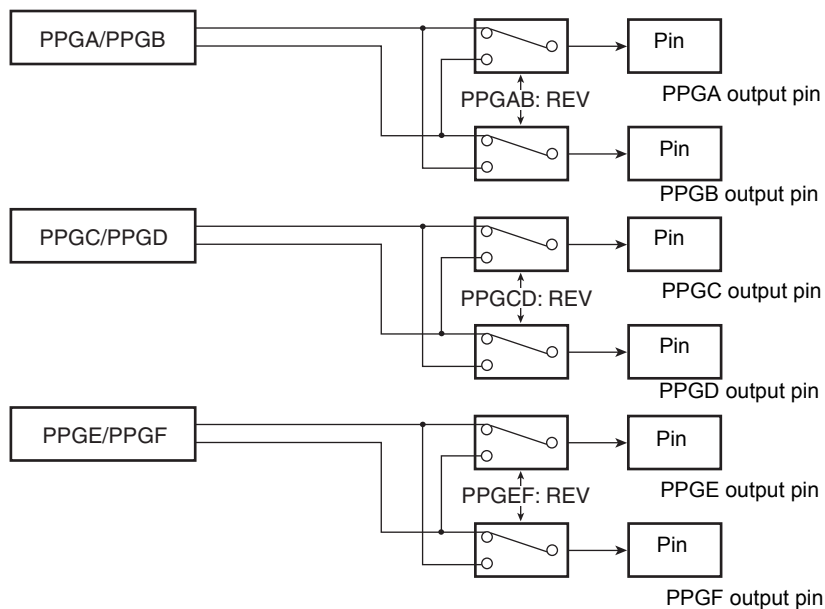 PPGA/PPGB
Pin
PPGAB: REV
PPGA output pin
Pin
PPGB output pin
PPGC/PPGD
Pin
PPGCD: REV
PPGC output pin
Pin
PPGD output pin
PPGE/PPGF
Pin
PPGEF: REV
PPGE output pin
Pin
PPGF output pin